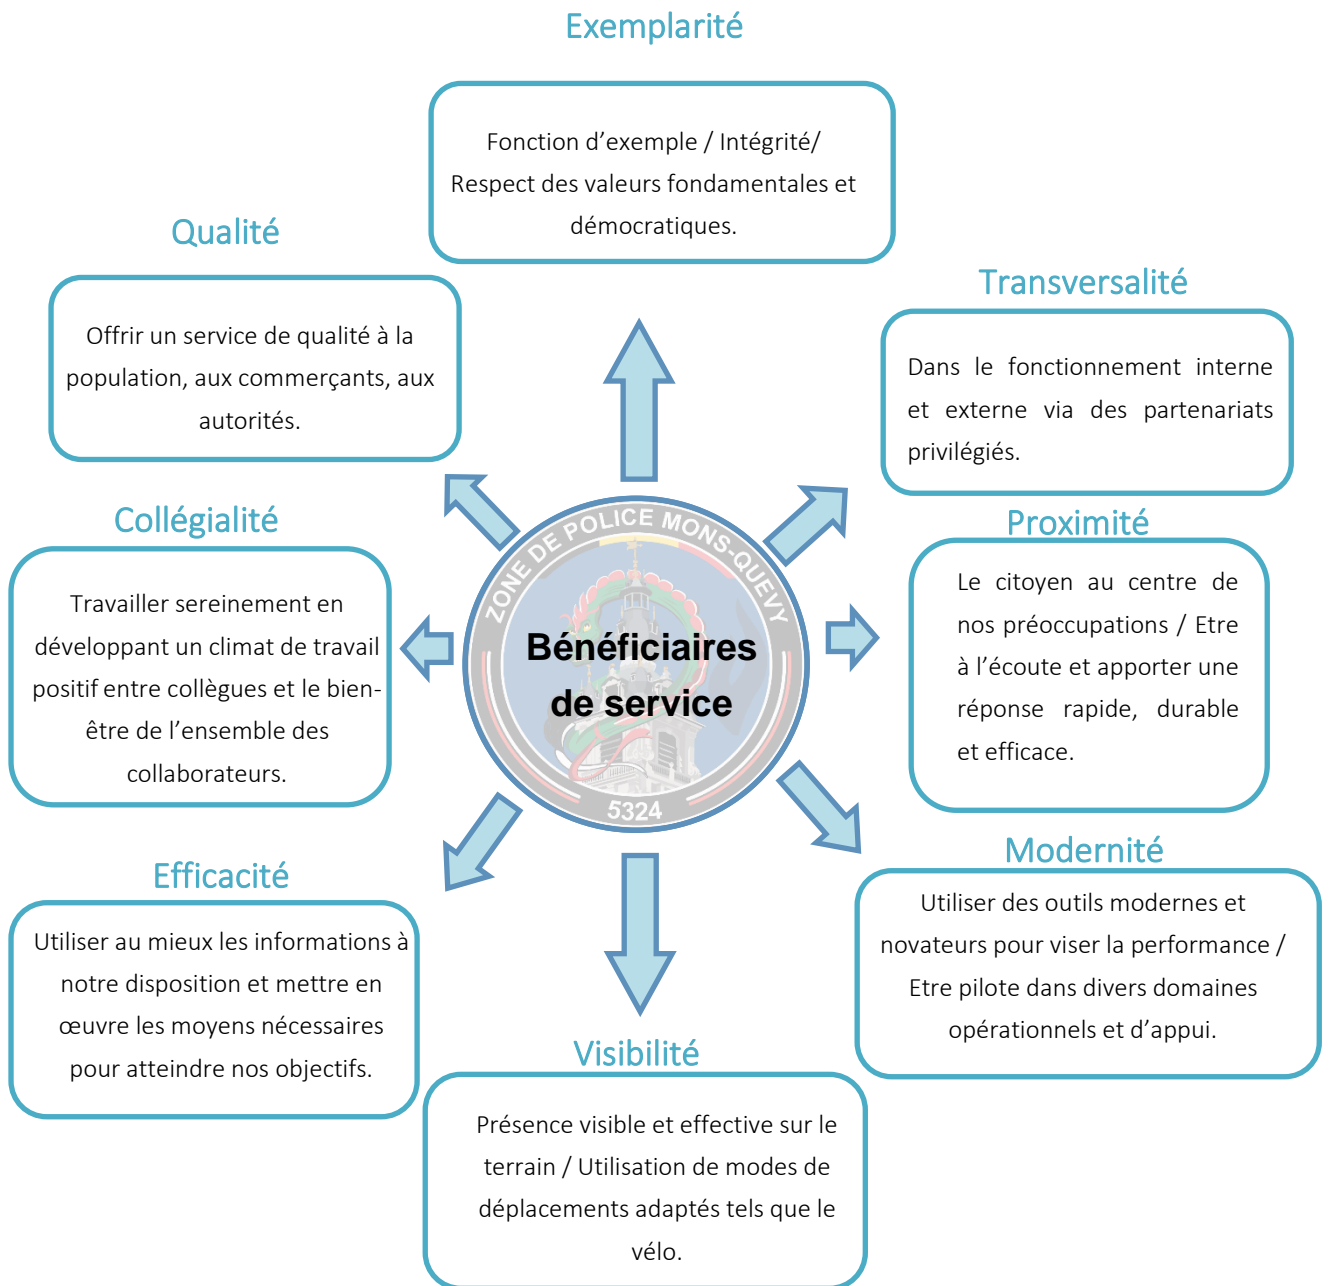 Exemplarité
Fonction d’exemple / Intégrité/
Respect des valeurs fondamentales et
démocratiques.
Qualité
Offrir un service de qualité à la
population, aux commerçants, aux
autorités.
Transversalité
Dans le fonctionnement interne
et externe via des partenariats
privilégiés.
Collégialité
Travailler sereinement en
développant un climat de travail
positif entre collègues et le bien-
être de l’ensemble des
collaborateurs.
ZONE DE POLICE MONS-QUEVY
Bénéficiaires
de service
5324
Proximité
Le citoyen au centre de
nos préoccupations / Etre
à l’écoute et apporter une
réponse rapide, durable
et efficace.
Efficacité
Utiliser au mieux les informations à
notre disposition et mettre en
œuvre les moyens nécessaires
pour atteindre nos objectifs.
Modernité
Utiliser des outils modernes et
novateurs pour viser la performance /
Etre pilote dans divers domaines
opérationnels et d’appui.
Visibilité
Présence visible et effective sur le
terrain / Utilisation de modes de
déplacements adaptés tels que le
vélo.